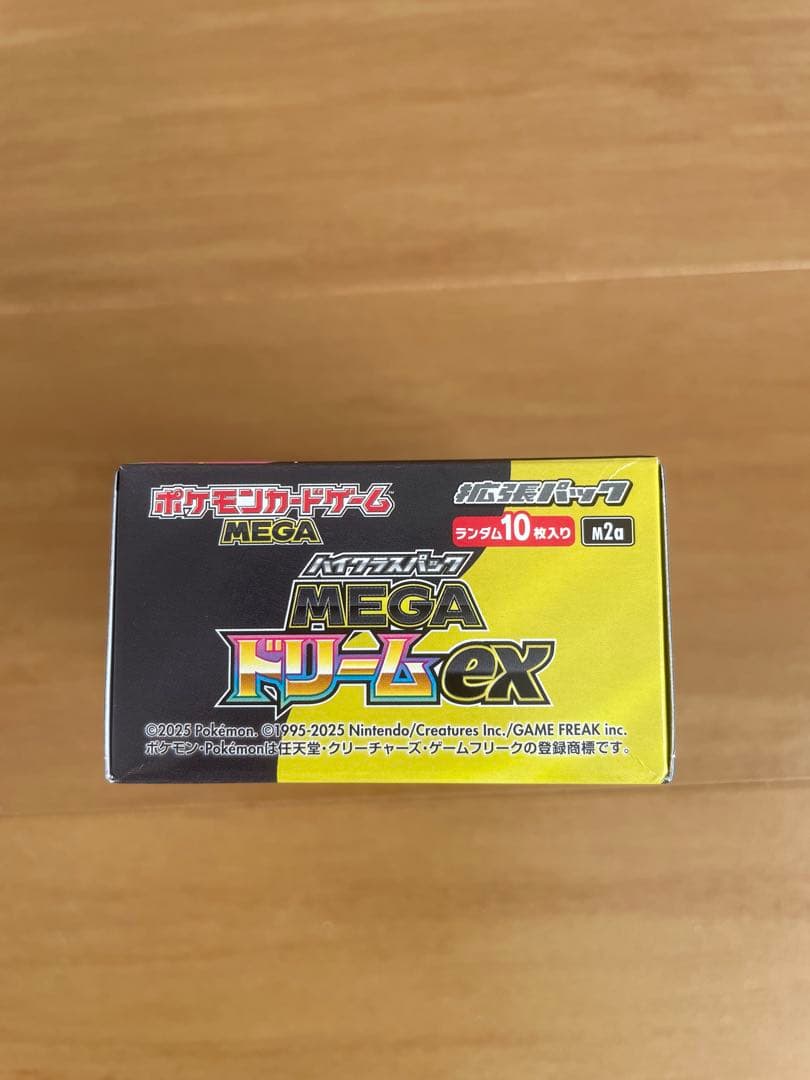 ポケモンカードゲーム
MEGA
拡張パック
ランダム10枚入り M2a
ハイクラスパック
MEGA
ドリームex
©2025 Pokémon. ©1995-2025 Nintendo/Creatures Inc./GAME FREAK inc.
ポケモン・Pokémonは任天堂・クリーチャーズ・ゲームフリークの登録商標です。